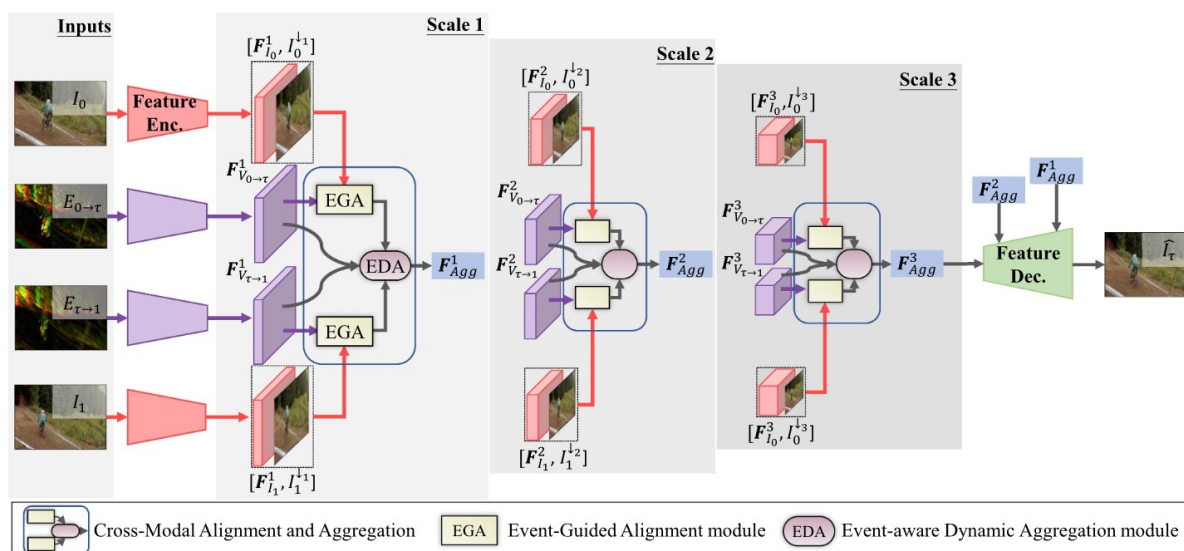 Inputs
Scale 1
Scale 2
Scale 3
[F^1_{I_0}, I_0^{↓1}]
[F^2_{I_0}, I_0^{↓2}]
[F^3_{I_0}, I_0^{↓3}]
I_0
Feature
Enc.
F^1_{V_{0→τ}}
F^2_{V_{0→τ}}
F^3_{V_{0→τ}}
E_{0→τ}
EGA
EDA
F^1_{Agg}
F^2_{Agg}
F^3_{Agg}
F^2_{Agg}
F^1_{Agg}
Feature
Dec.
Î_τ
F^1_{V_{τ→1}}
F^2_{V_{τ→1}}
F^3_{V_{τ→1}}
E_{τ→1}
EGA
I_1
[F^1_{I_1}, I_1^{↓1}]
[F^2_{I_1}, I_1^{↓2}]
[F^3_{I_0}, I_0^{↓3}]
Cross-Modal Alignment and Aggregation
EGA Event-Guided Alignment module
EDA Event-aware Dynamic Aggregation module